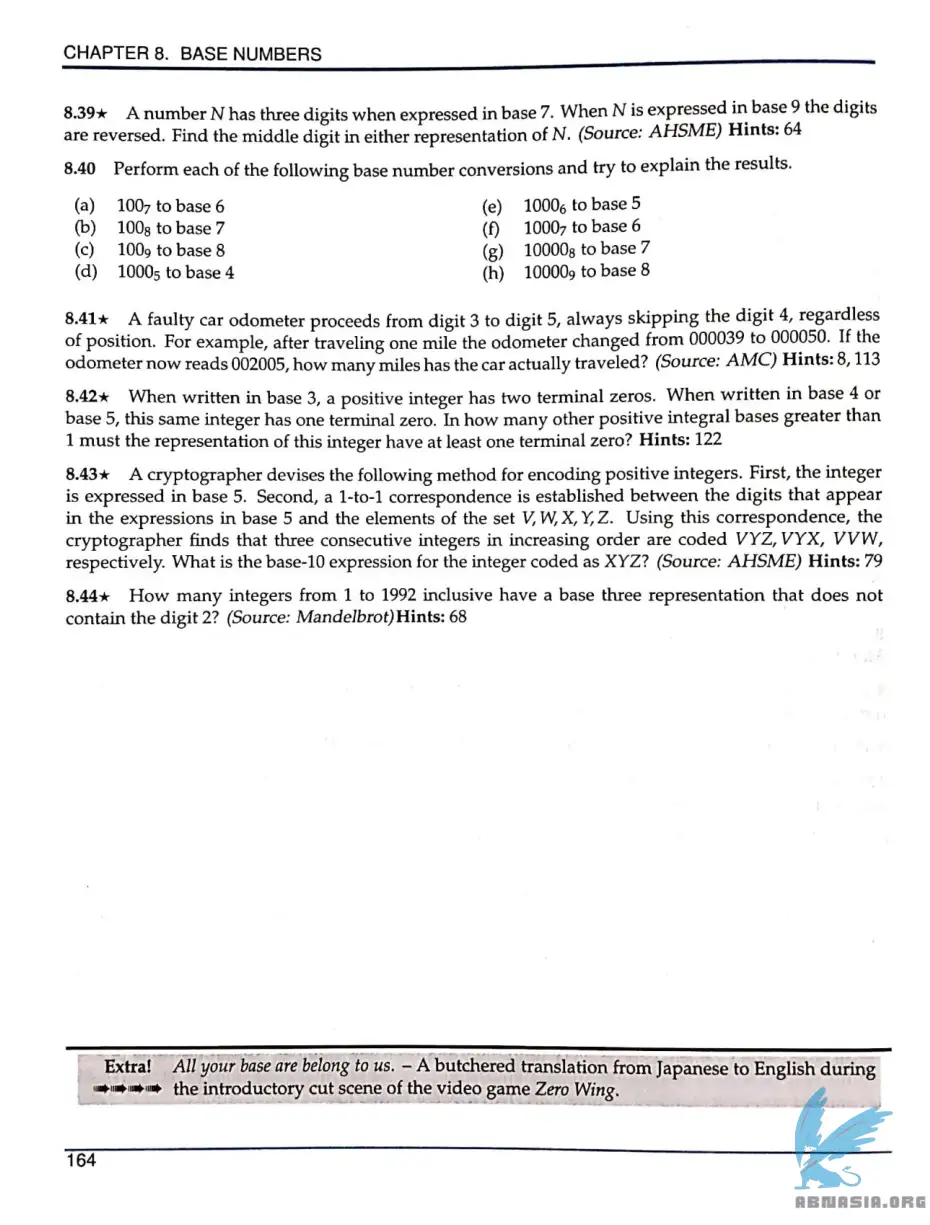 CHAPTER 8. BASE NUMBERS
8.39★ A number N has three digits when expressed in base 7. When N is expressed in base 9 the digits
are reversed. Find the middle digit in either representation of N. (Source: AHSME) Hints: 64
8.40 Perform each of the following base number conversions and try to explain the results.
(a) 100₇ to base 6
(b) 100₈ to base 7
(c) 100₉ to base 8
(d) 1000₅ to base 4
(e) 1000₆ to base 5
(f) 1000₇ to base 6
(g) 10000₈ to base 7
(h) 10000₉ to base 8
8.41★ A faulty car odometer proceeds from digit 3 to digit 5, always skipping the digit 4, regardless
of position. For example, after traveling one mile the odometer changed from 000039 to 000050. If the
odometer now reads 002005, how many miles has the car actually traveled? (Source: AMC) Hints: 8, 113
8.42★ When written in base 3, a positive integer has two terminal zeros. When written in base 4 or
base 5, this same integer has one terminal zero. In how many other positive integral bases greater than
1 must the representation of this integer have at least one terminal zero? Hints: 122
8.43★ A cryptographer devises the following method for encoding positive integers. First, the integer
is expressed in base 5. Second, a 1-to-1 correspondence is established between the digits that appear
in the expressions in base 5 and the elements of the set V, W, X, Y, Z. Using this correspondence, the
cryptographer finds that three consecutive integers in increasing order are coded VYZ, VYX, VVW,
respectively. What is the base-10 expression for the integer coded as XYZ? (Source: AHSME) Hints: 79
8.44★ How many integers from 1 to 1992 inclusive have a base three representation that does not
contain the digit 2? (Source: Mandelbrot)Hints: 68
Extra! All your base are belong to us. – A butchered translation from Japanese to English during
the introductory cut scene of the video game Zero Wing.
164
ABNASIA.ORG